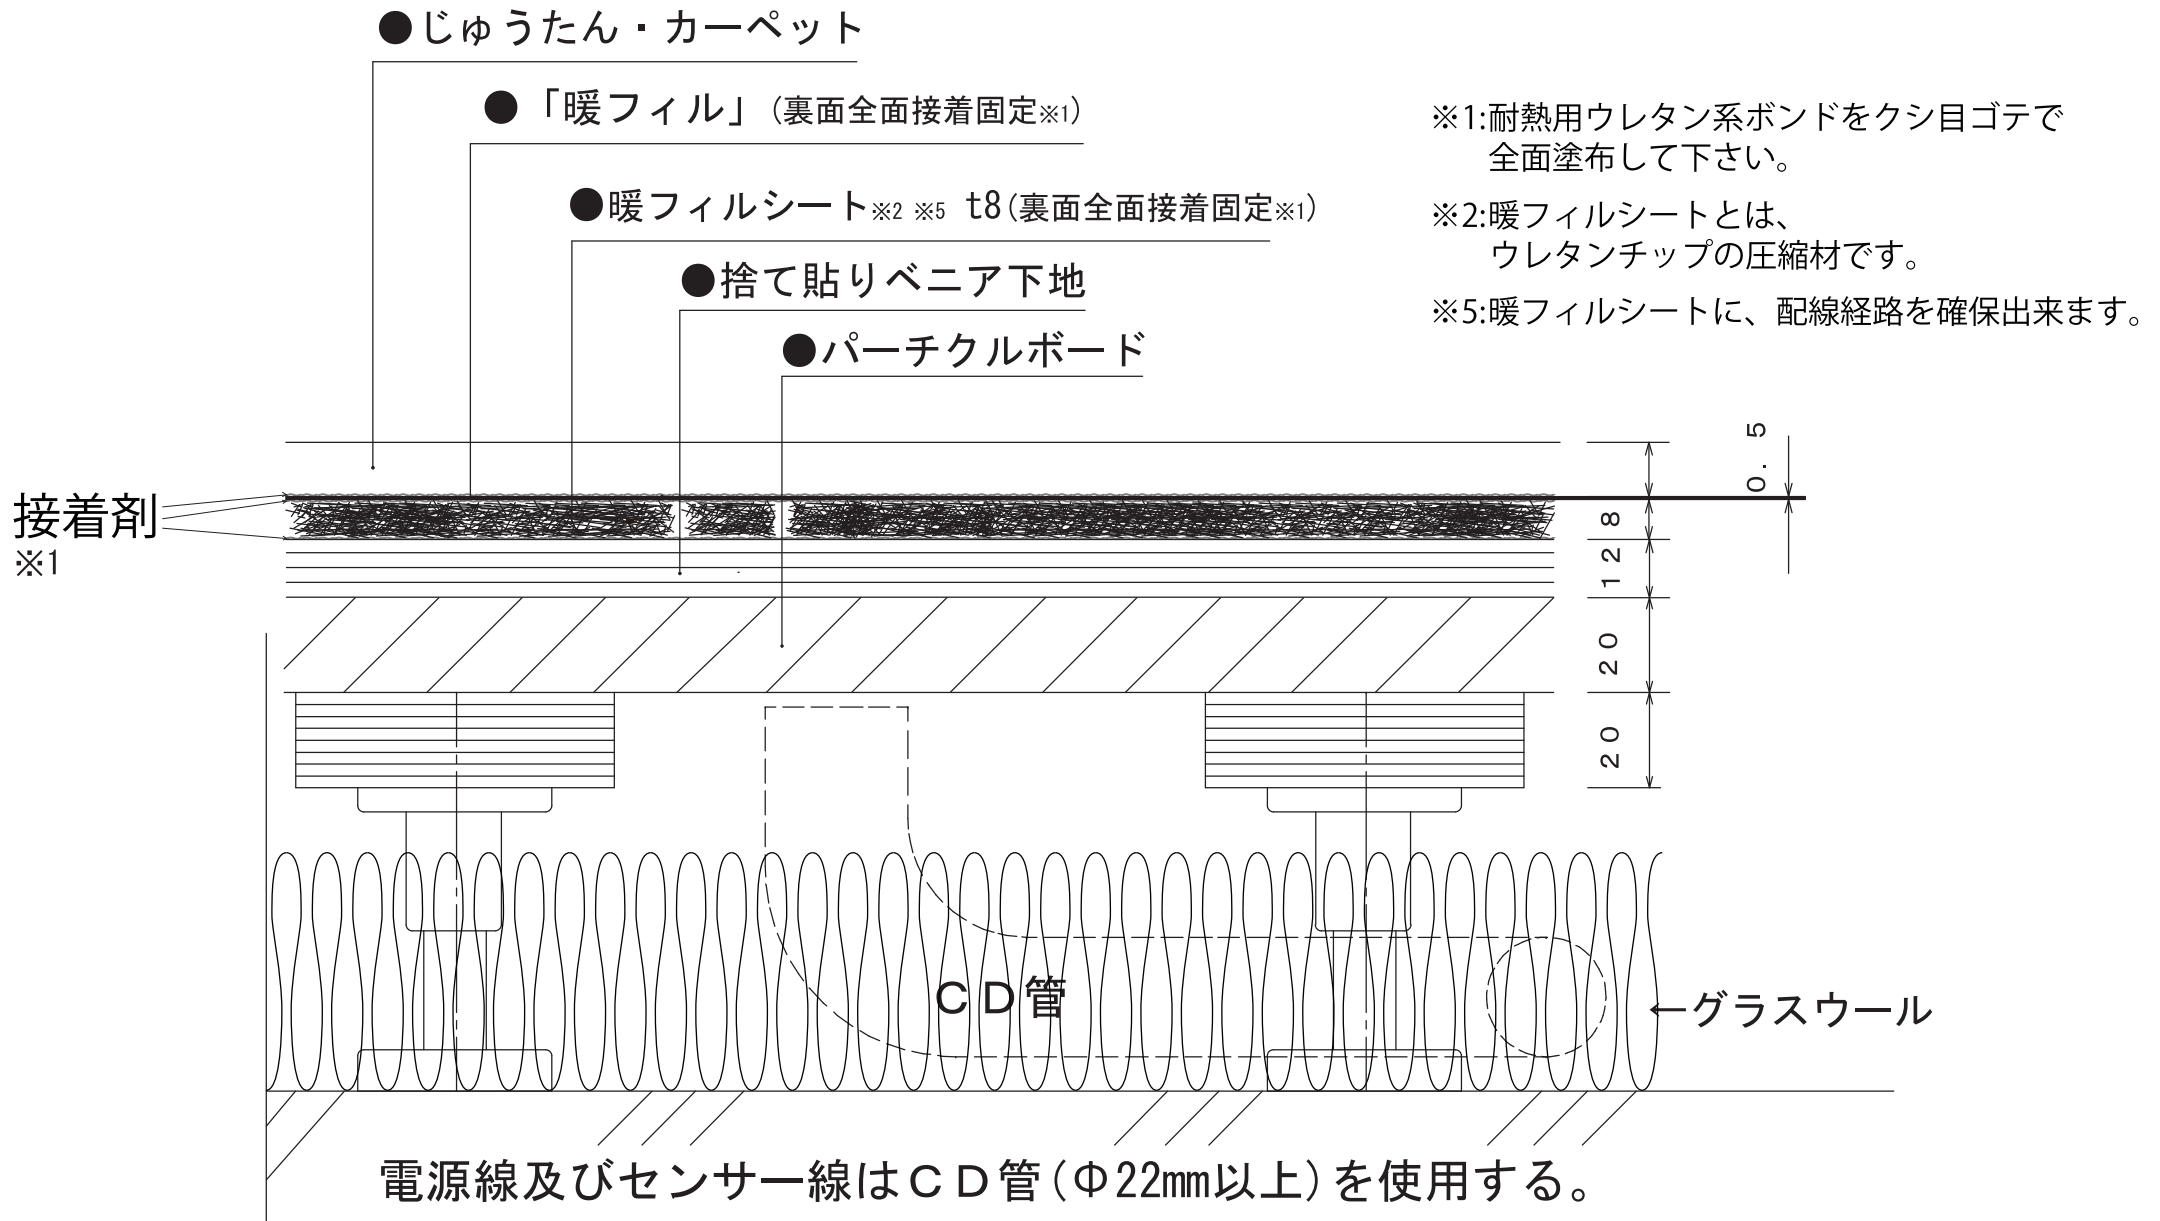 ●じゅうたん・カーペット
●「暖フィル」(裏面全面接着固定※1)
●暖フィルシート※2 ※5 t8(裏面全面接着固定※1)
●捨て貼りベニア下地
●パーチクルボード
※1:耐熱用ウレタン系ボンドをクシ目ゴテで
全面塗布して下さい。
※2:暖フィルシートとは、
ウレタンチップの圧縮材です。
※5:暖フィルシートに、配線経路を確保出来ます。
接着剤
※1
0.5
8
12
20
20
CD管
←グラスウール
電源線及びセンサー線はCD管(Φ22mm以上)を使用する。